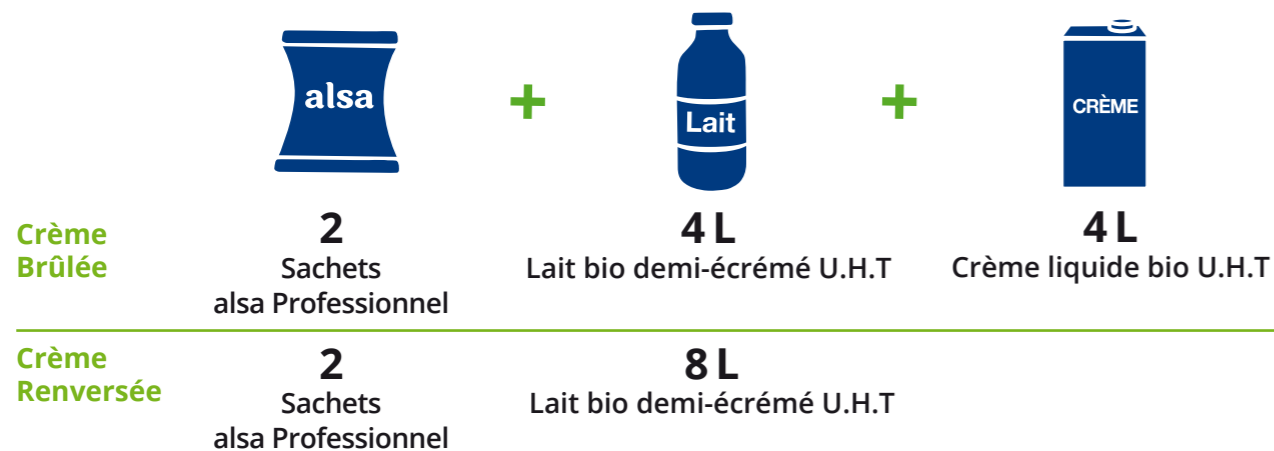 alsa
Lait
CRÈME
Crème
Brûlée
2
Sachets
alsa Professionnel
4 L
Lait bio demi-écrémé U.H.T
4 L
Crème liquide bio U.H.T
Crème
Renversée
2
Sachets
alsa Professionnel
8 L
Lait bio demi-écrémé U.H.T